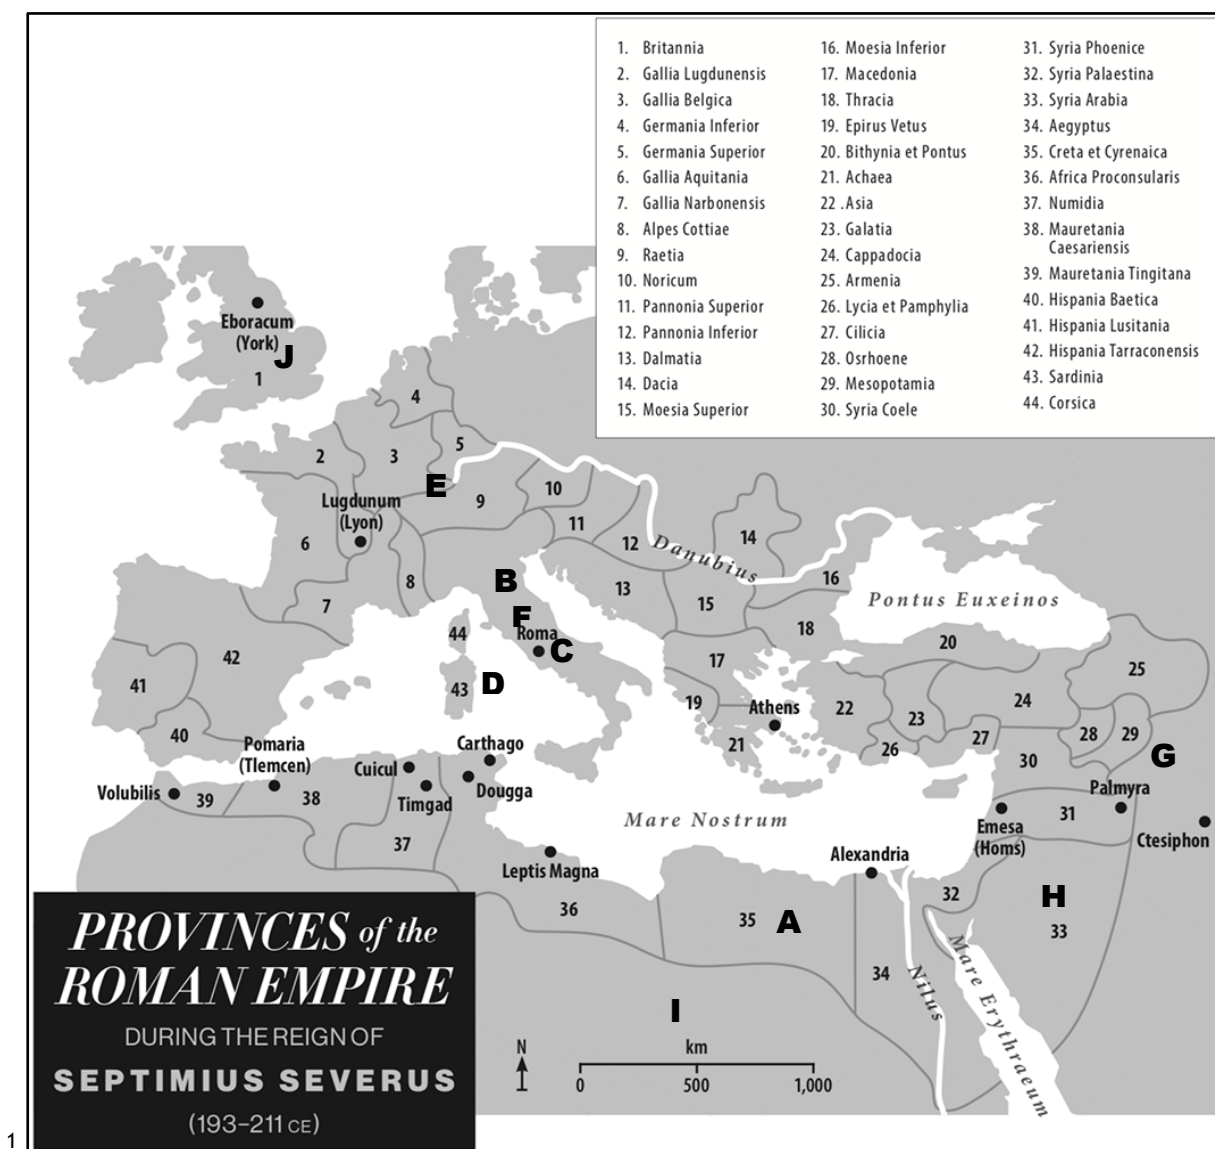 1. Britannia
2. Gallia Lugdunensis
3. Gallia Belgica
4. Germania Inferior
5. Germania Superior
6. Gallia Aquitania
7. Gallia Narbonensis
8. Alpes Cottiae
9. Raetia
10. Noricum
11. Pannonia Superior
12. Pannonia Inferior
13. Dalmatia
14. Dacia
15. Moesia Superior
16. Moesia Inferior
17. Macedonia
18. Thracia
19. Epirus Vetus
20. Bithynia et Pontus
21. Achaea
22 .Asia
23. Galatia
24. Cappadocia
25. Armenia
26. Lycia et Pamphylia
27. Cilicia
28. Osrhoene
29. Mesopotamia
30. Syria Coele
31. Syria Phoenice
32. Syria Palaestina
33. Syria Arabia
34. Aegyptus
35. Creta et Cyrenaica
36. Africa Proconsularis
37. Numidia
38. Mauretania
Caesariensis
39. Mauretania Tingitana
40. Hispania Baetica
41. Hispania Lusitania
42. Hispania Tarraconensis
43. Sardinia
44. Corsica
Eboracum
(York)
J
1
4
2
3
5
E
9
10
Lugdunum
(Lyon)
6
11
12
Danubius
14
16
8
B
13
7
15
Pontus Euxeinos
F
Roma
C
44
18
20
42
17
25
41
43
D
19
Athens
22
23
24
40
21
26
27
28
29
G
Pomaria
(Tlemcen)
Carthago
Cuicul
30
Volubilis
39
38
Timgad
Dougga
Palmyra
Mare Nostrum
31
Emesa
(Homs)
Ctesiphon
37
Alexandria
Leptis Magna
32
H
36
35
A
33
34
Nilus
Mare Erythraeum
I
N
km
0
500
1,000
PROVINCES of the
ROMAN EMPIRE
DURING THE REIGN OF
SEPTIMIUS SEVERUS
(193–211 CE)
1